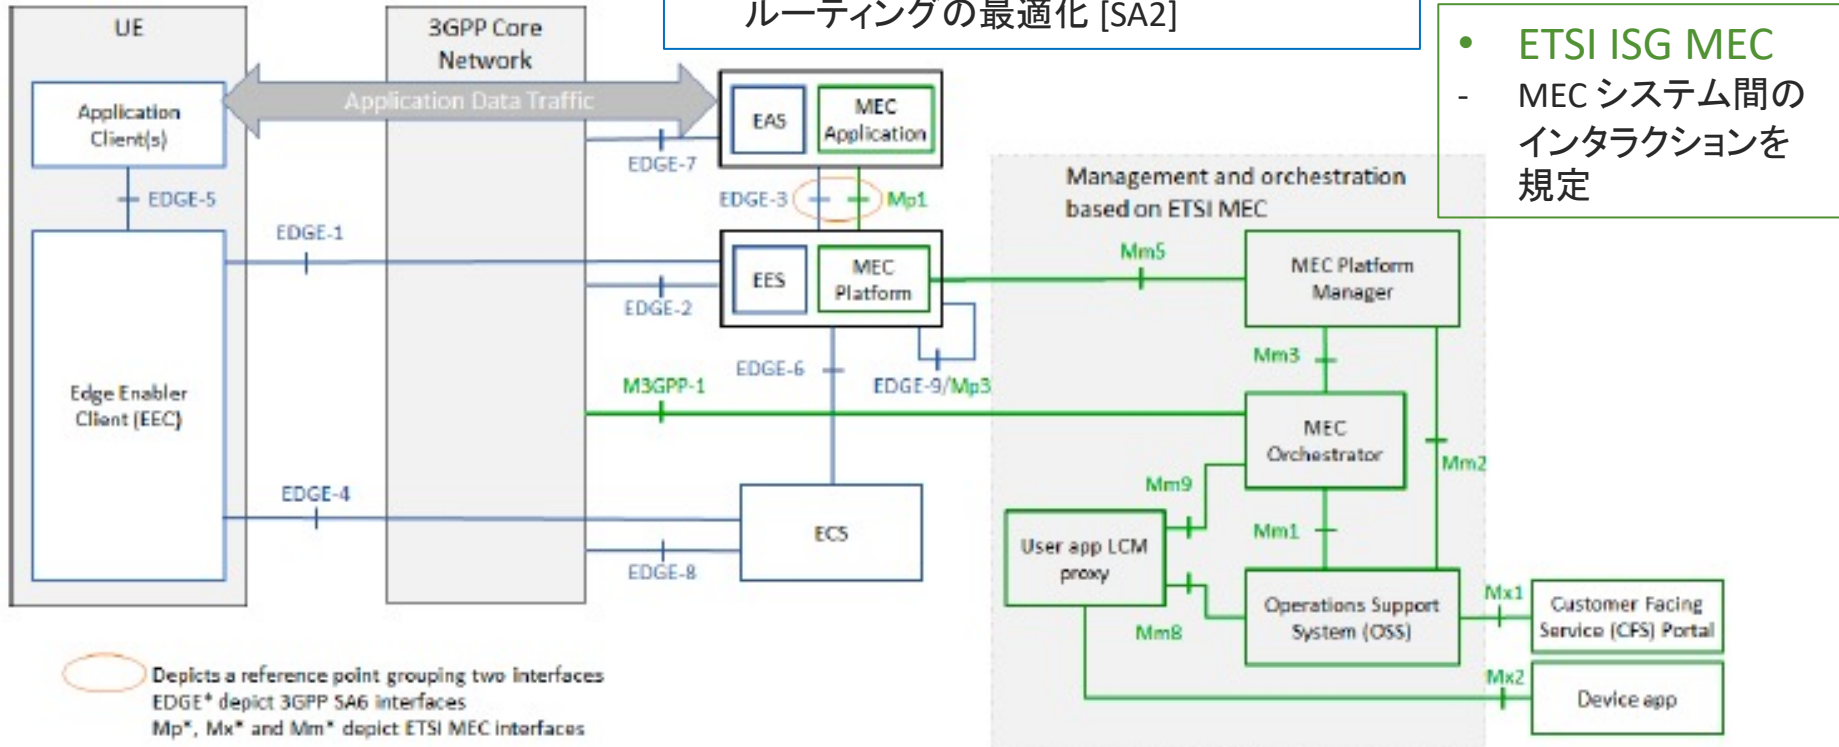 ルーティングの最適化 [SA2]
• ETSI ISG MEC
- MEC システム間の
インタラクションを
規定
UE
3GPP Core
Network
Application Data Traffic
Application
Client(s)
EAS
MEC
Application
EDGE-7
EDGE-5
EDGE-3
Mp1
Management and orchestration
based on ETSI MEC
EDGE-1
EES
MEC
Platform
Mm5
MEC Platform
Manager
EDGE-2
EDGE-6
EDGE-9/Mp3
Mm3
M3GPP-1
Edge Enabler
Client (EEC)
MEC
Orchestrator
Mm2
Mm9
EDGE-4
ECS
Mm1
User app LCM
proxy
EDGE-8
Operations Support
System (OSS)
Mm8
Mx1
Customer Facing
Service (CFS) Portal
Mx2
Device app
Depicts a reference point grouping two interfaces
EDGE* depict 3GPP SA6 interfaces
Mp*, Mx* and Mm* depict ETSI MEC interfaces